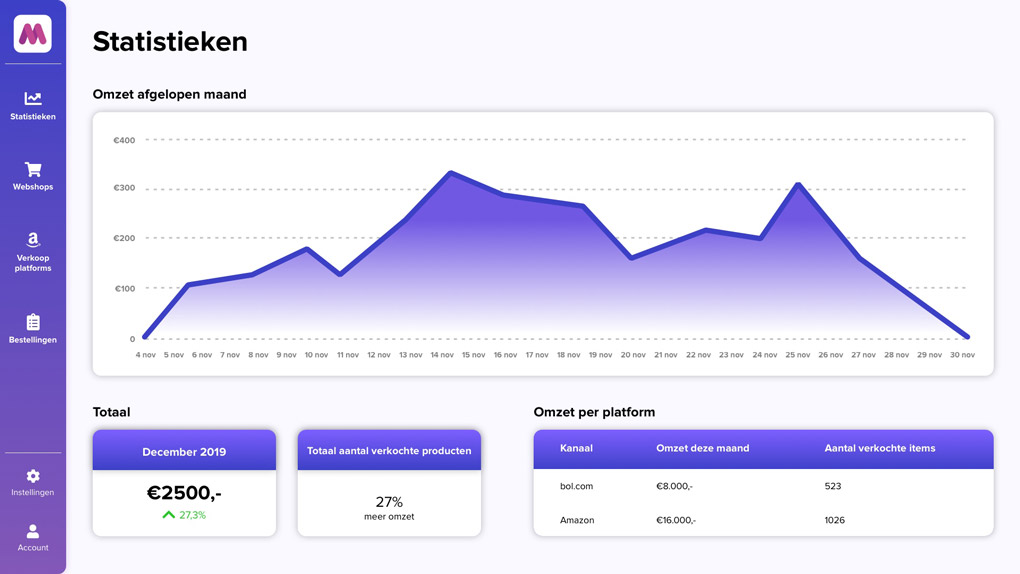 Statistieken
Statistieken
Webshops
Verkoop
platforms
Bestellingen
Instellingen
Account
Omzet afgelopen maand
€400
€300
€200
€100
0
4 nov 5 nov 6 nov 7 nov 8 nov 9 nov 10 nov 11 nov 12 nov 13 nov 14 nov 15 nov 16 nov 17 nov 18 nov 19 nov 20 nov 21 nov 22 nov 23 nov 24 nov 25 nov 26 nov 27 nov 28 nov 29 nov 30 nov
Totaal
December 2019
€2500,-
27,3%
Totaal aantal verkochte producten
27%
meer omzet
Omzet per platform
Kanaal Omzet deze maand Aantal verkochte items
bol.com €8.000,- 523
Amazon €16.000,- 1026